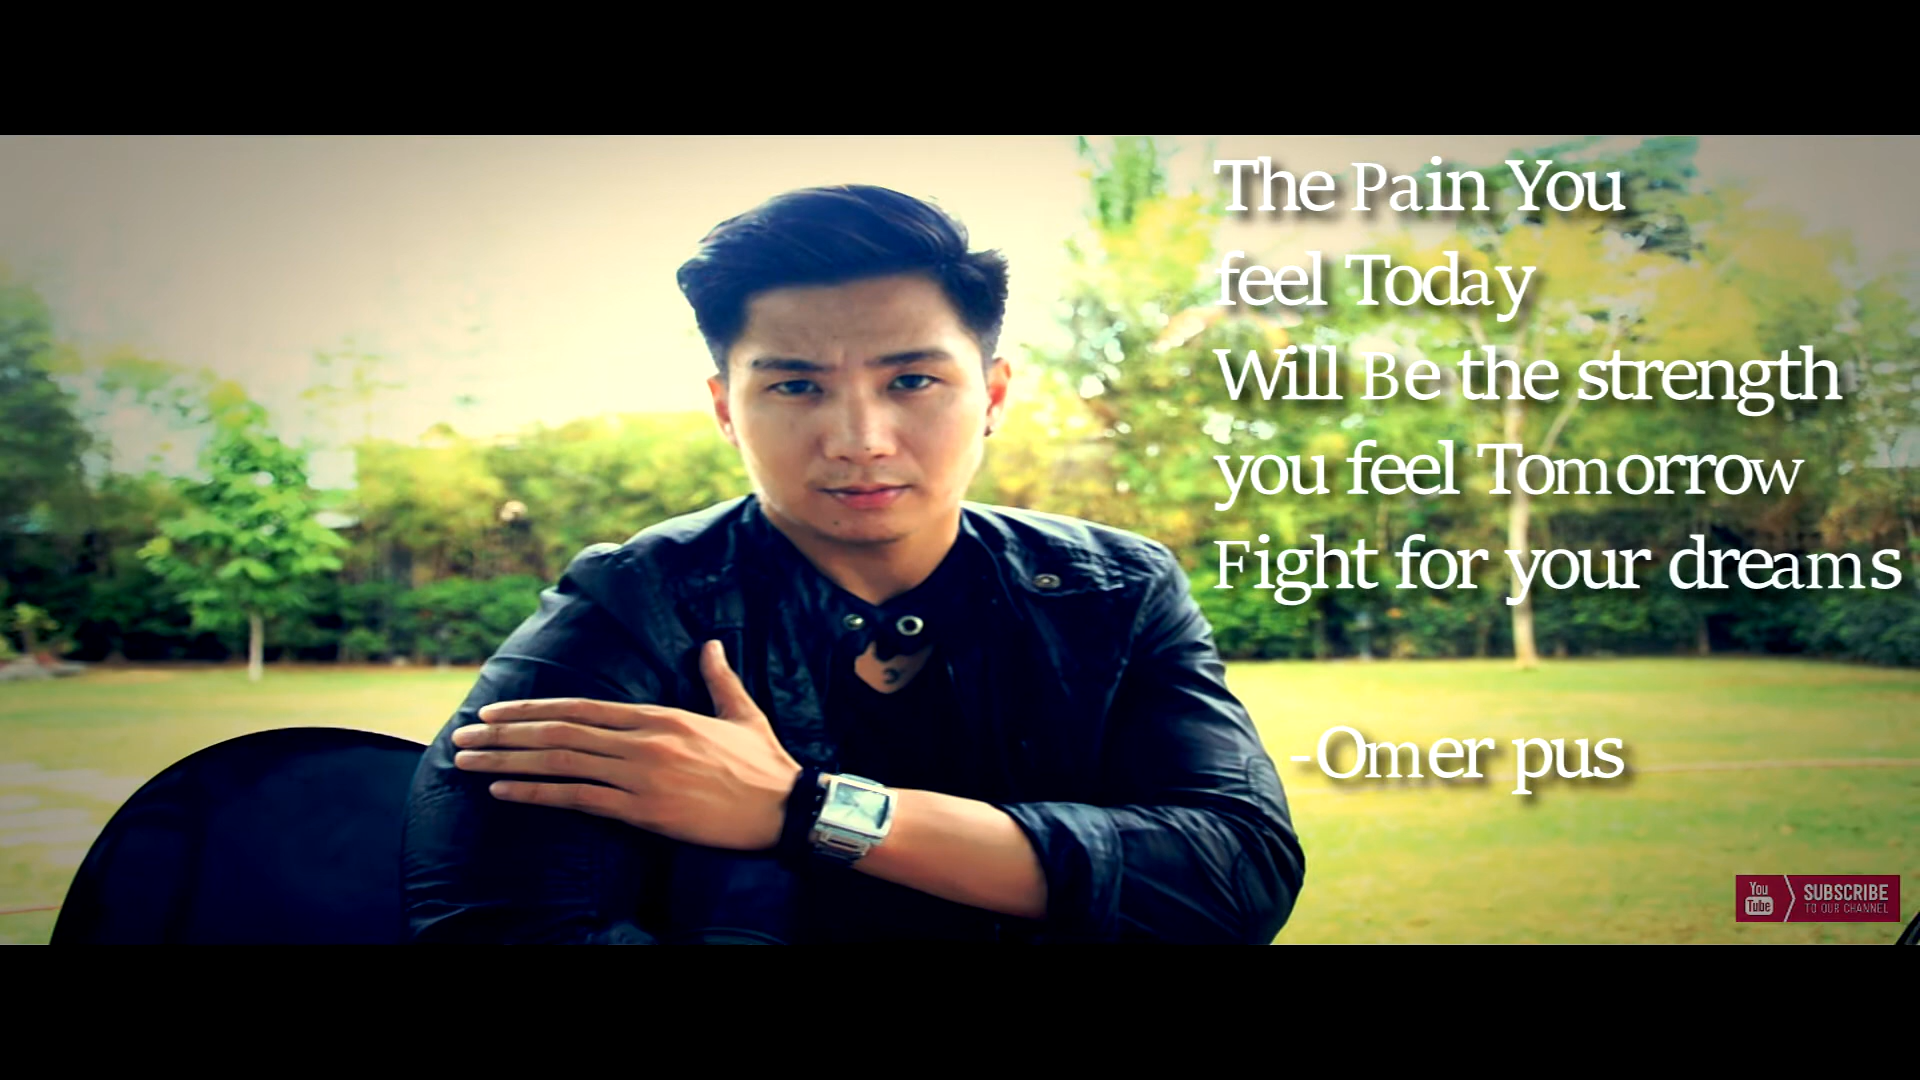 The Pain You
feel Today
Will Be the strength
you feel Tomorrow
Fight for your dreams
-Omer pus
You
Tube
SUBSCRIBE
TO OUR CHANNEL